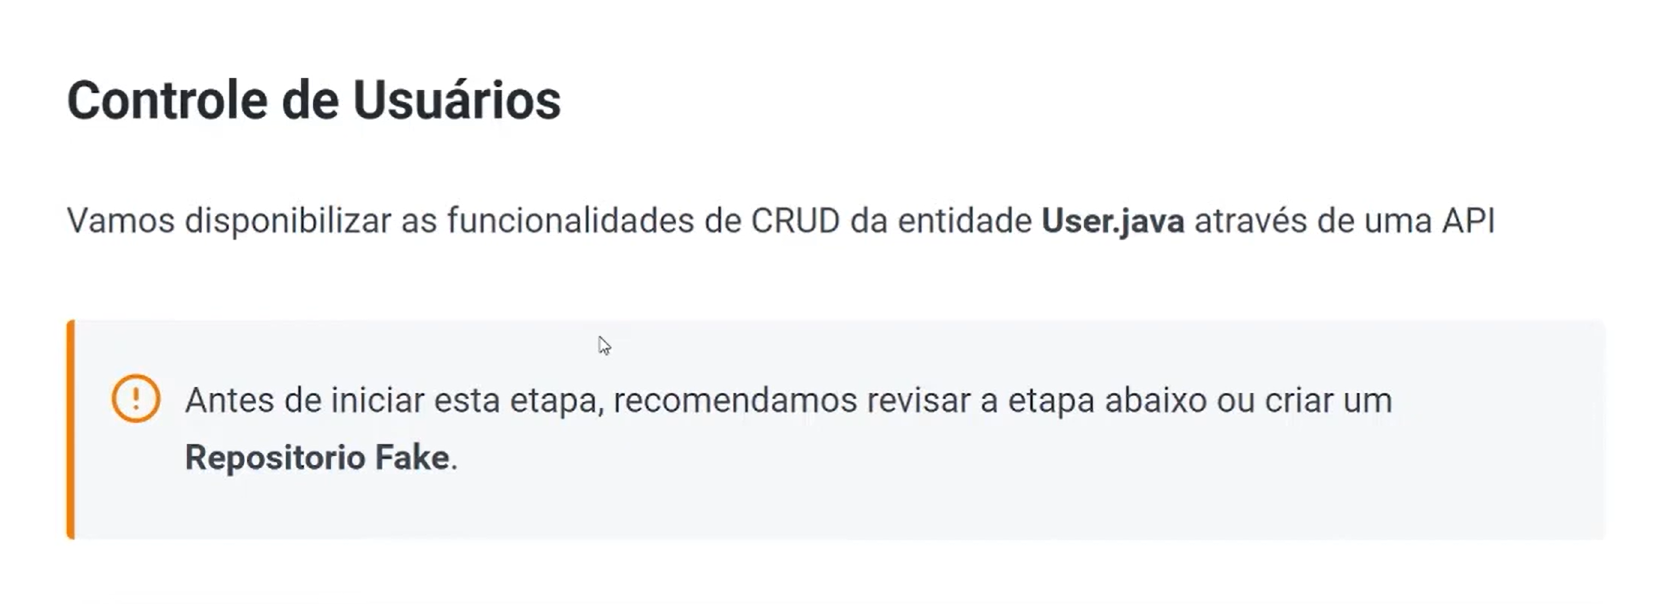 Controle de Usuários
Vamos disponibilizar as funcionalidades de CRUD da entidade User.java através de uma API
Antes de iniciar esta etapa, recomendamos revisar a etapa abaixo ou criar um
Repositorio Fake.